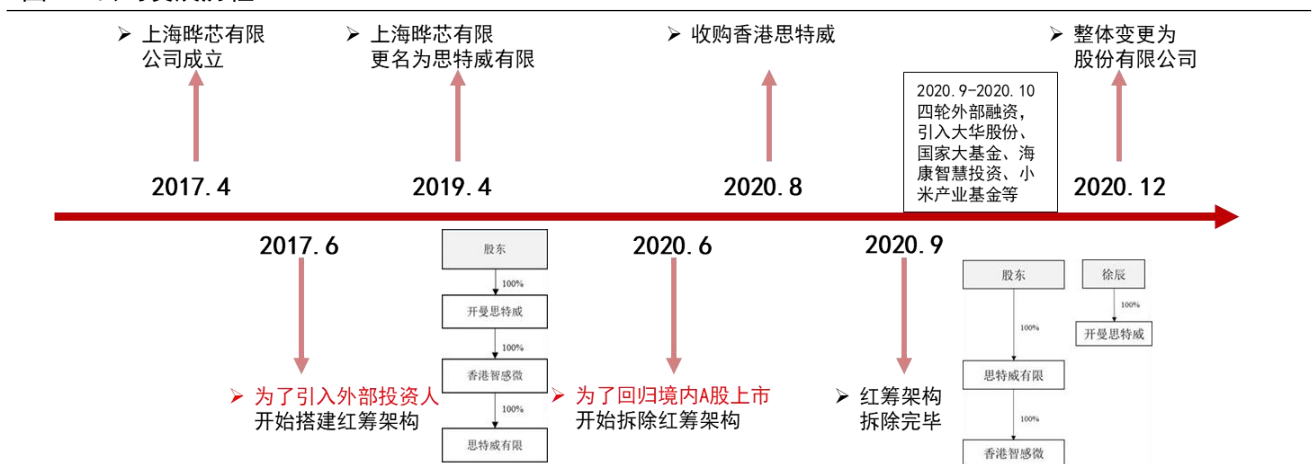 ➢ 上海晔芯有限
公司成立
➢ 上海晔芯有限
更名为思特威有限
➢ 收购香港思特威
➢ 整体变更为
股份有限公司
2020.9-2020.10
四轮外部融资，
引入大华股份、
国家大基金、海
康智慧投资、小
米产业基金等
2017.4
2019.4
2020.8
2020.12
2017.6
2020.6
2020.9
➢ 为了引入外部投资人
开始搭建红筹架构
股东
100%
开曼思特威
100%
香港智感微
100%
思特威有限
➢ 为了回归境内A股上市
开始拆除红筹架构
➢ 红筹架构
拆除完毕
股东
100%
思特威有限
100%
香港智感微
徐辰
100%
开曼思特威